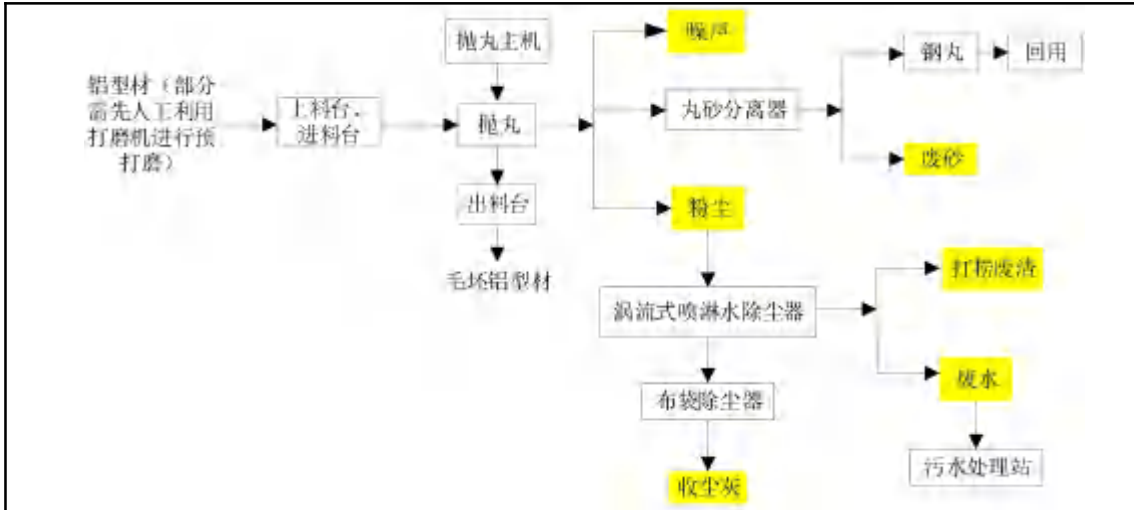 噪声
抛丸主机
钢丸
回用
铝型材（部分
需先人工利用
打磨机进行预
打磨）
上料台、
进料台
抛丸
丸砂分离器
废砂
出料台
粉尘
毛坯铝型材
打捞废渣
涡流式喷淋水除尘器
废水
布袋除尘器
污水处理站
收尘灰